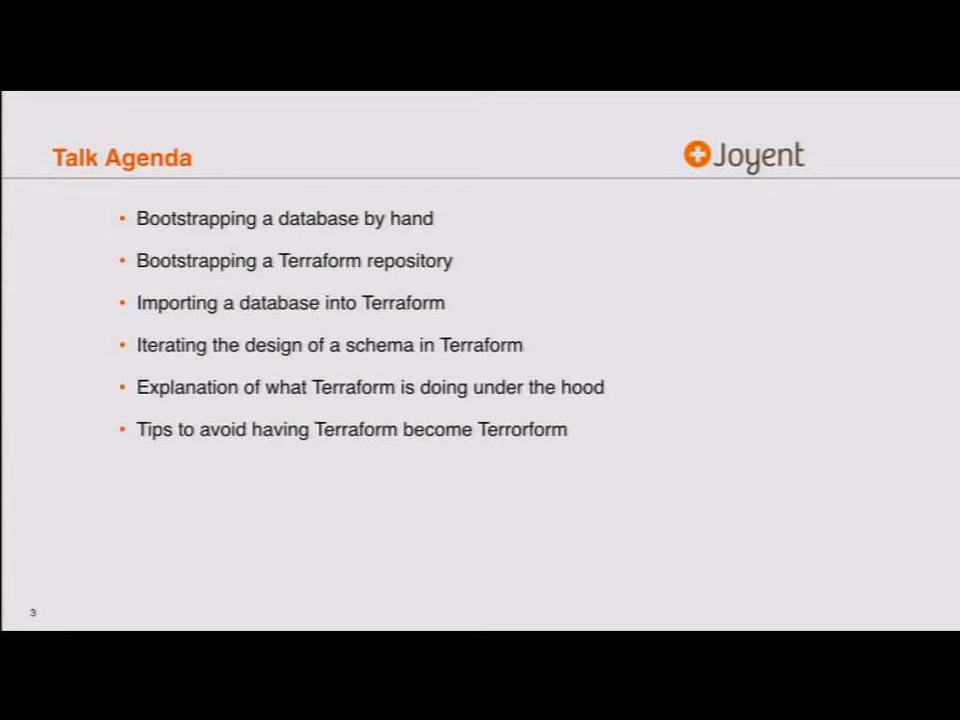 Talk Agenda
Joyent
• Bootstrapping a database by hand
• Bootstrapping a Terraform repository
• Importing a database into Terraform
• Iterating the design of a schema in Terraform
• Explanation of what Terraform is doing under the hood
• Tips to avoid having Terraform become Terrorform
3